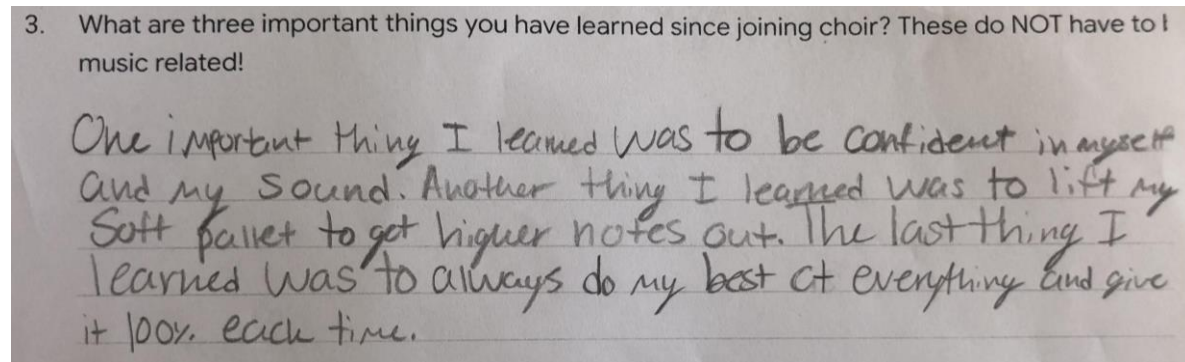 3. What are three important things you have learned since joining choir? These do NOT have to
music related!
One important thing I learned was to be confident in myself
and my sound. Another thing I learned was to lift my
Soft pallet to get higher notes out. The last thing I
learned was to always do my best at everything and give
it 100% each time.